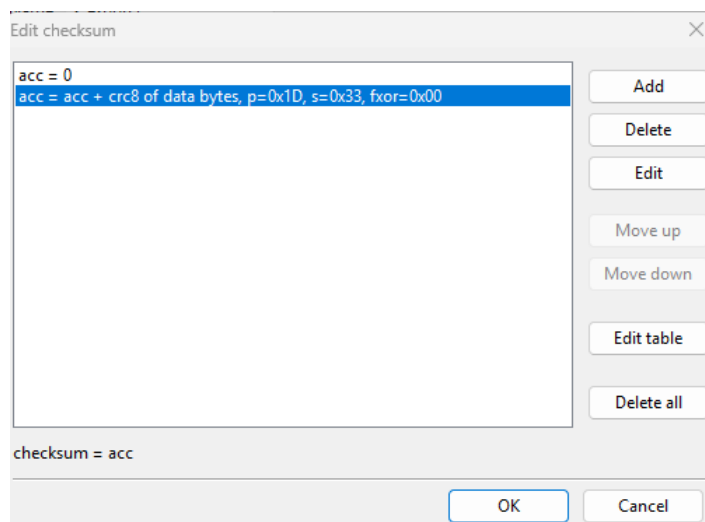 Edit checksum
acc = 0
acc = acc + crc8 of data bytes, p=0x1D, s=0x33, fxor=0x00
Add
Delete
Edit
Move up
Move down
Edit table
Delete all
checksum = acc
OK
Cancel